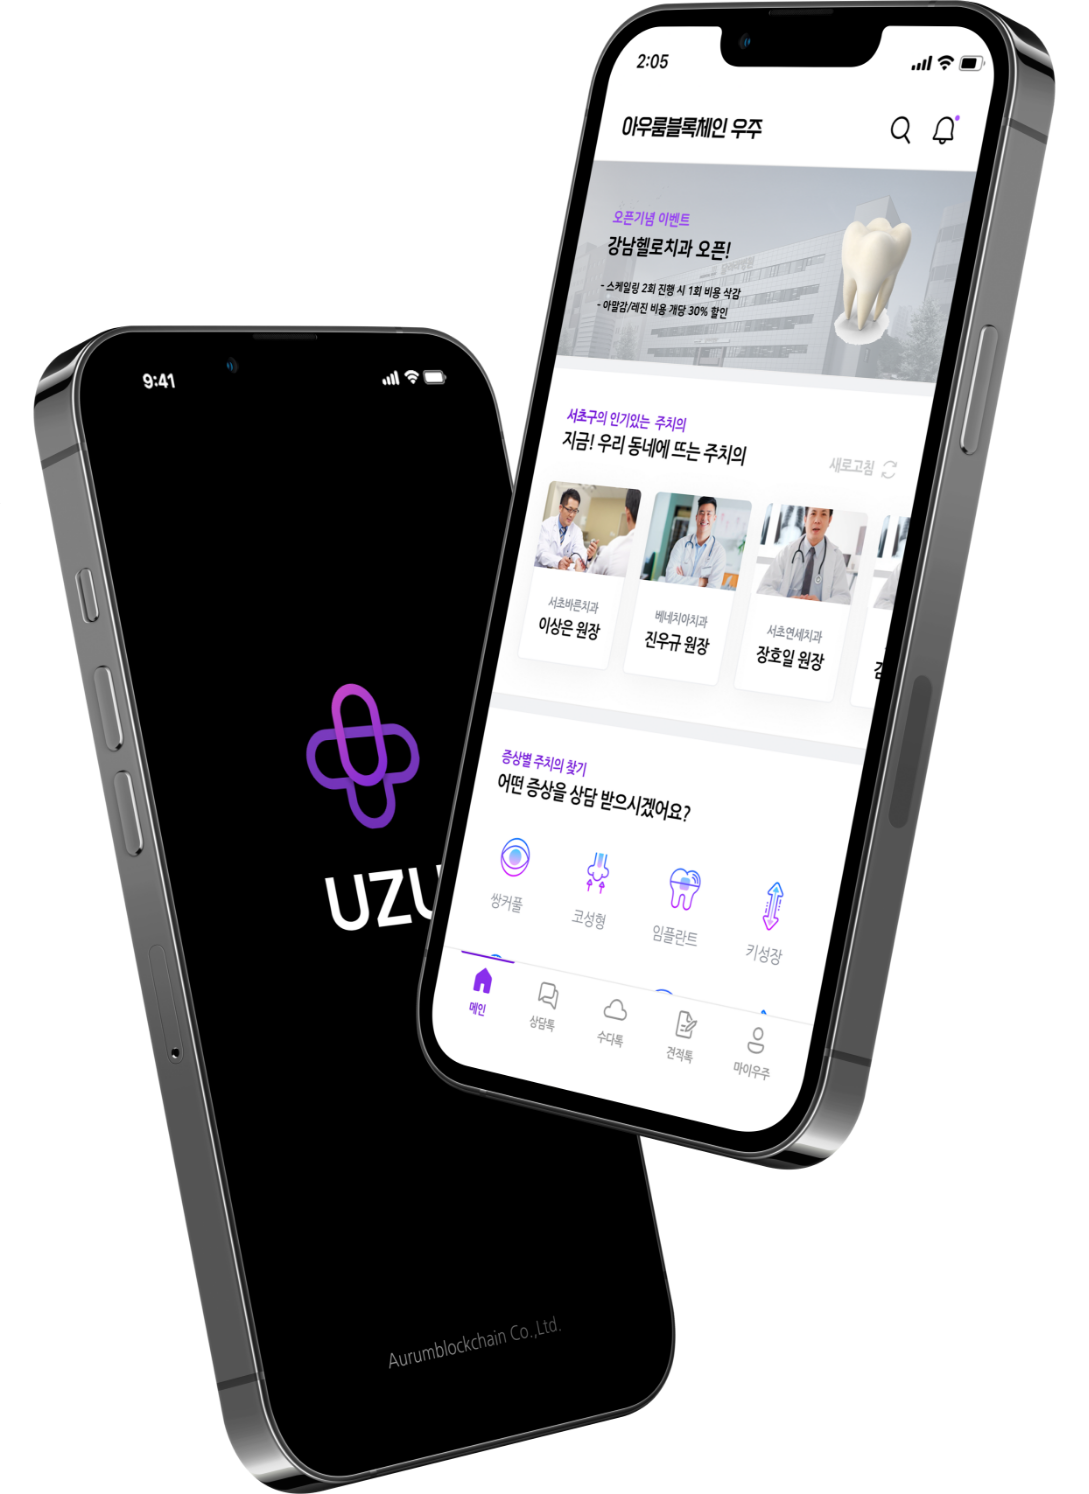 9:41
UZU
Aurumblockchain Co.,Ltd.
2:05
아우룸블록체인 우주
오픈기념 이벤트
강남헬로치과 오픈!
- 스케일링 2회 진행 시 1회 비용 삭감
- 아말감/레진 비용 개당 30% 할인
서초구의 인기있는 주치의
지금! 우리 동네에 뜨는 주치의
새로고침
서초바른치과
이상은 원장
베네치아치과
진우규 원장
서초연세치과
장호일 원장
증상별 주치의 찾기
어떤 증상을 상담 받으시겠어요?
쌍커풀
코성형
임플란트
키성장
메인
상담톡
수다톡
견적톡
마이우주